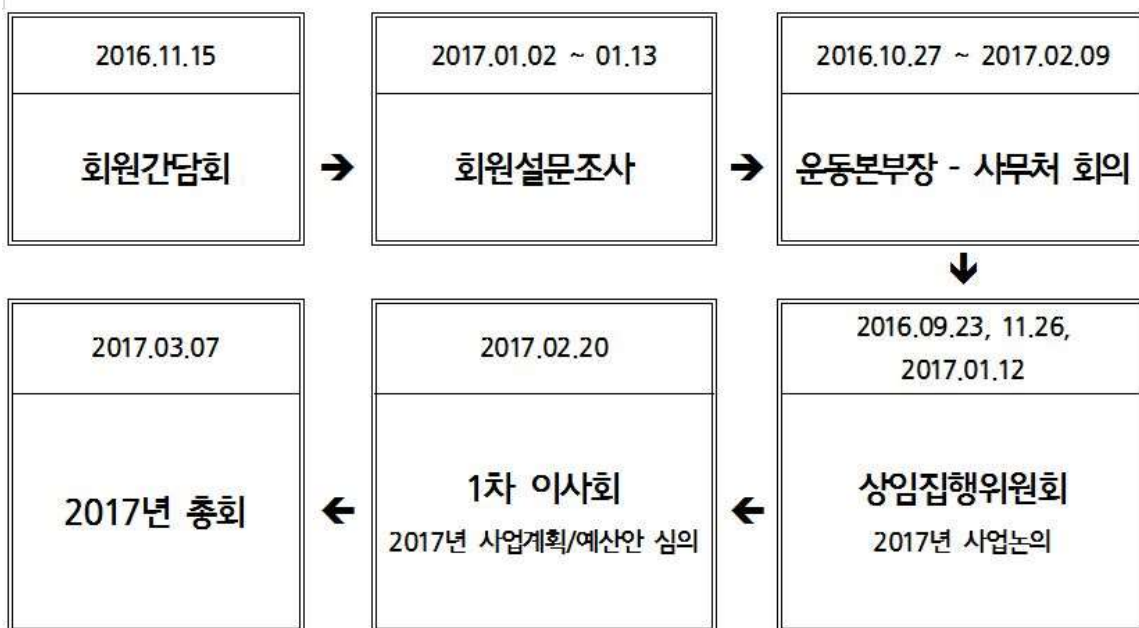 2016.11.15
회원간담회
2017.01.02 ~ 01.13
회원설문조사
2016.10.27 ~ 2017.02.09
운동본부장 - 사무처 회의
2016.09.23, 11.26,
2017.01.12
상임집행위원회
2017년 사업논의
2017.02.20
1차 이사회
2017년 사업계획/예산안 심의
2017.03.07
2017년 총회